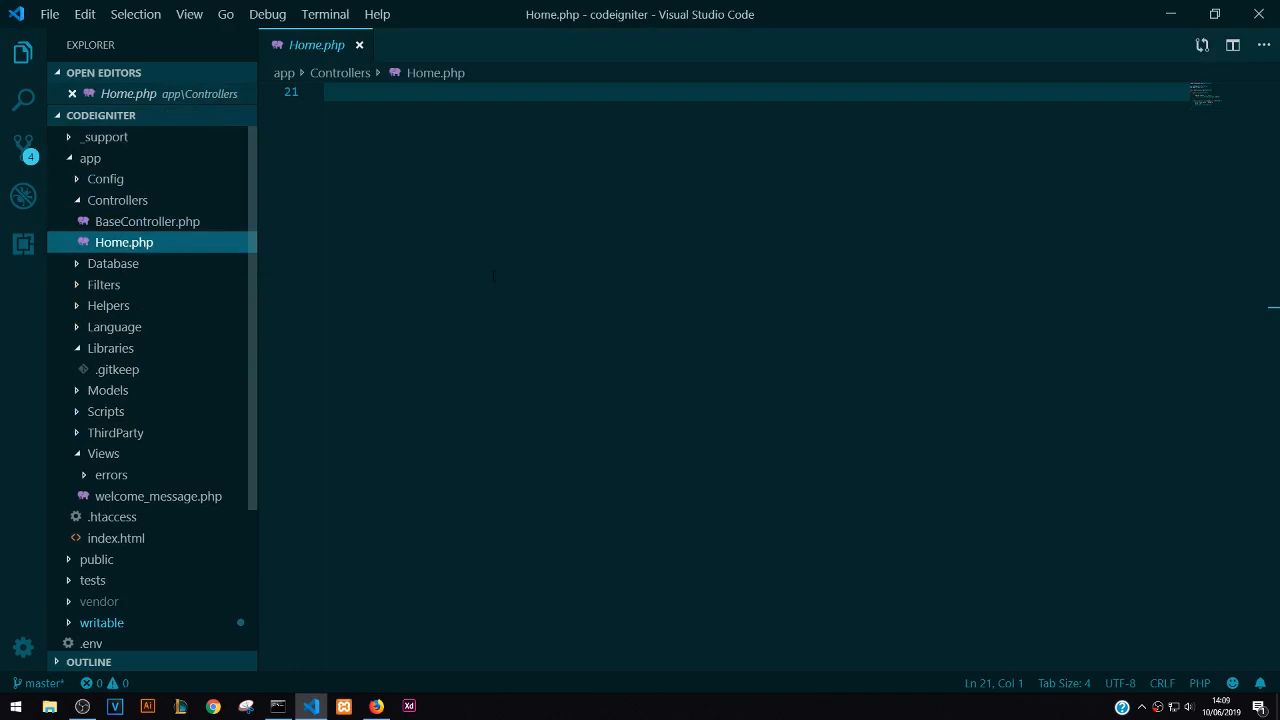 File Edit Selection View Go Debug Terminal Help
Home.php - codeigniter - Visual Studio Code
EXPLORER
OPEN EDITORS
Home.php app\Controllers
CODEIGNITER
_support
app
Config
Controllers
BaseController.php
Home.php
Database
Filters
Helpers
Language
Libraries
.gitkeep
Models
Scripts
ThirdParty
Views
errors
welcome_message.php
.htaccess
index.html
public
tests
vendor
writable
.env
OUTLINE
4
Home.php
app Controllers Home.php
21
master* 0 0
Ln 21, Col 1 Tab Size: 4 UTF-8 CRLF PHP
V Ai Xd
14:09
10/06/2019